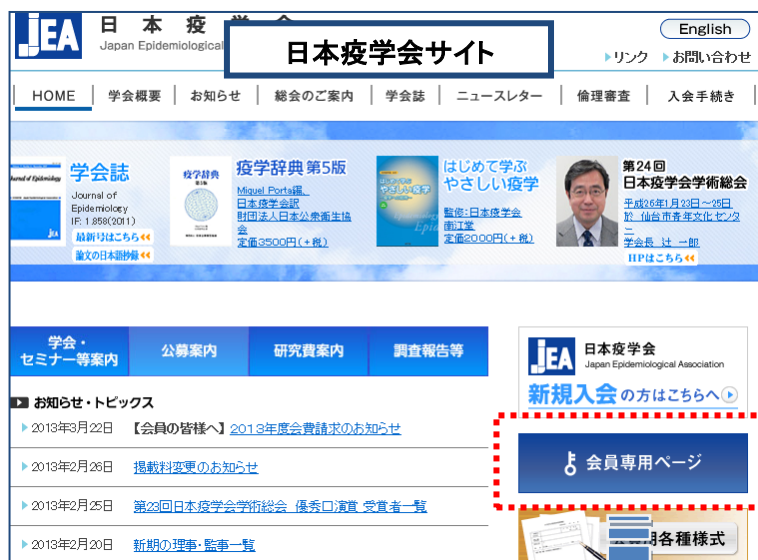 JEA
日 本 疫 学 会
Japan Epidemiological
日本疫学会サイト
English
リンク
お問い合わせ
HOME
学会概要
お知らせ
総会のご案内
学会誌
ニュースレター
倫理審査
入会手続き
Journal of Epidemiology
JEA
学会誌
Journal of
Epidemiology
IF: 1.858(2011)
最新号はこちら
論文の日本語抄録
疫学辞典
第5版
疫学辞典 第5版
Miquel Porta編、
日本疫学会訳
財団法人日本公衆衛生協
会
定価3500円(+税)
はじめて学ぶ
やさしい疫学
はじめて学ぶ
やさしい疫学
監修:日本疫学会
南江堂
定価2000円(+税)
第24回
日本疫学会学術総会
平成26年1月23日～25日
於 仙台市青年文化センタ
ー
学会長 辻 一郎
HPはこちら
学会・
セミナー等案内
公募案内
研究費案内
調査報告等
お知らせ・トピックス
2013年3月22日 【会員の皆様へ】2013年度会費請求のお知らせ
2013年2月26日 掲載料変更のお知らせ
2013年2月25日 第23回日本疫学会学術総会 優秀口演賞 受賞者一覧
2013年2月20日 新期の理事・監事一覧
JEA
日本疫学会
Japan Epidemiological Association
新規入会の方はこちらへ
会員専用ページ
用各種様式